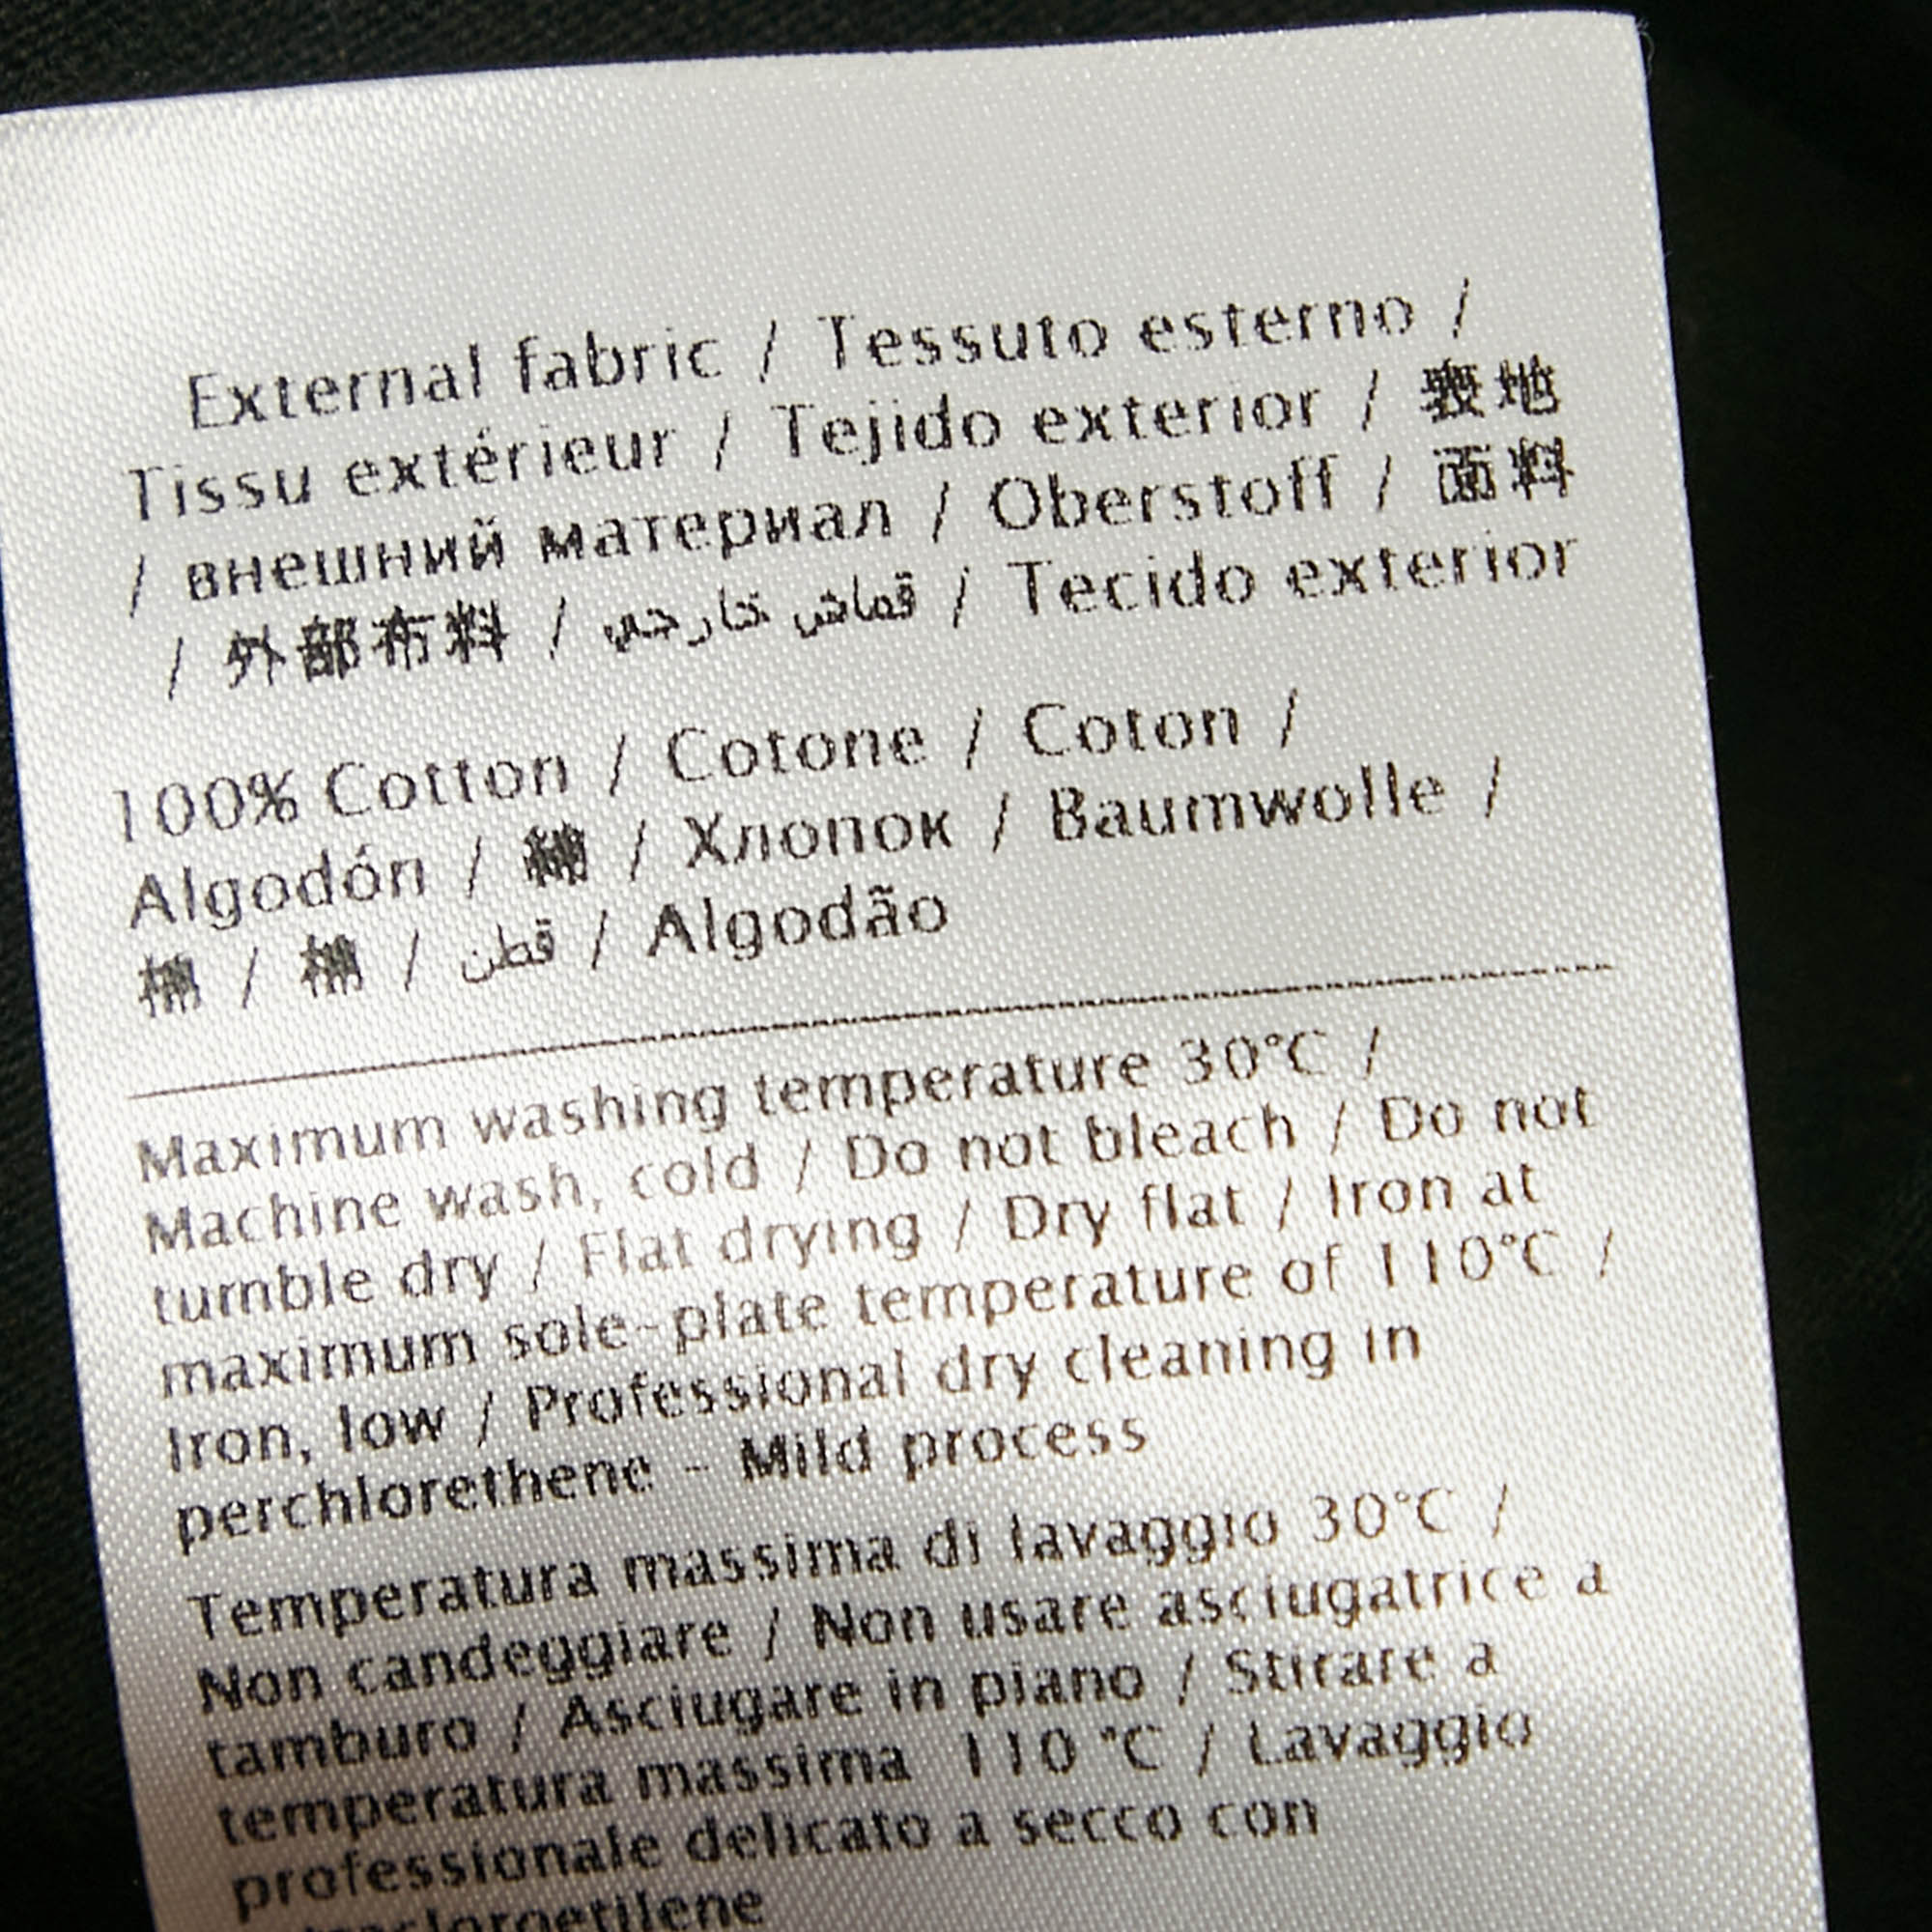 External fabric / Tessuto esterno /
Tissu extérieur / Tejido exterior / 表地
/ внешний материал / Oberstoff / 面料
/ 外部布料 / قماش خارجي / Tecido exterior
100% Cotton / Cotone / Coton /
Algodón / 綿 / Хлопок / Baumwolle /
棉 / 棉 / قطن / Algodão
Maximum washing temperature 30°C /
Machine wash, cold / Do not bleach / Do not
tumble dry / Flat drying / Dry flat / Iron at
maximum sole-plate temperature of 110°C /
Iron, low / Professional dry cleaning in
perchlorethene - Mild process
Temperatura massima di lavaggio 30°C /
Non candeggiare / Non usare asciugatrice a
tamburo / Asciugare in piano / Stirare a
temperatura massima 110 °C / Lavaggio
professionale delicato a secco con